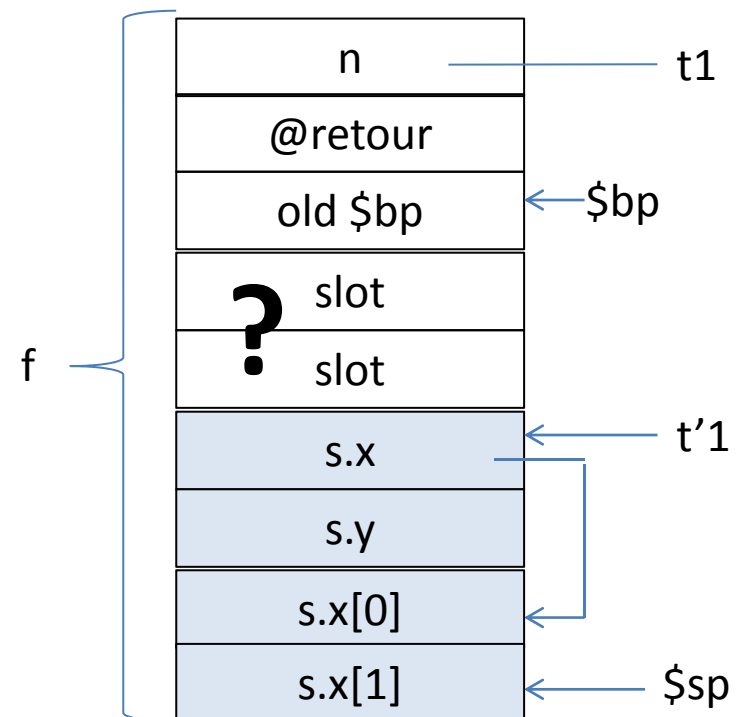 n
t1
@retour
old $bp
$bp
slot
?
slot
f
s.x
t’1
s.y
s.x[0]
s.x[1]
$sp